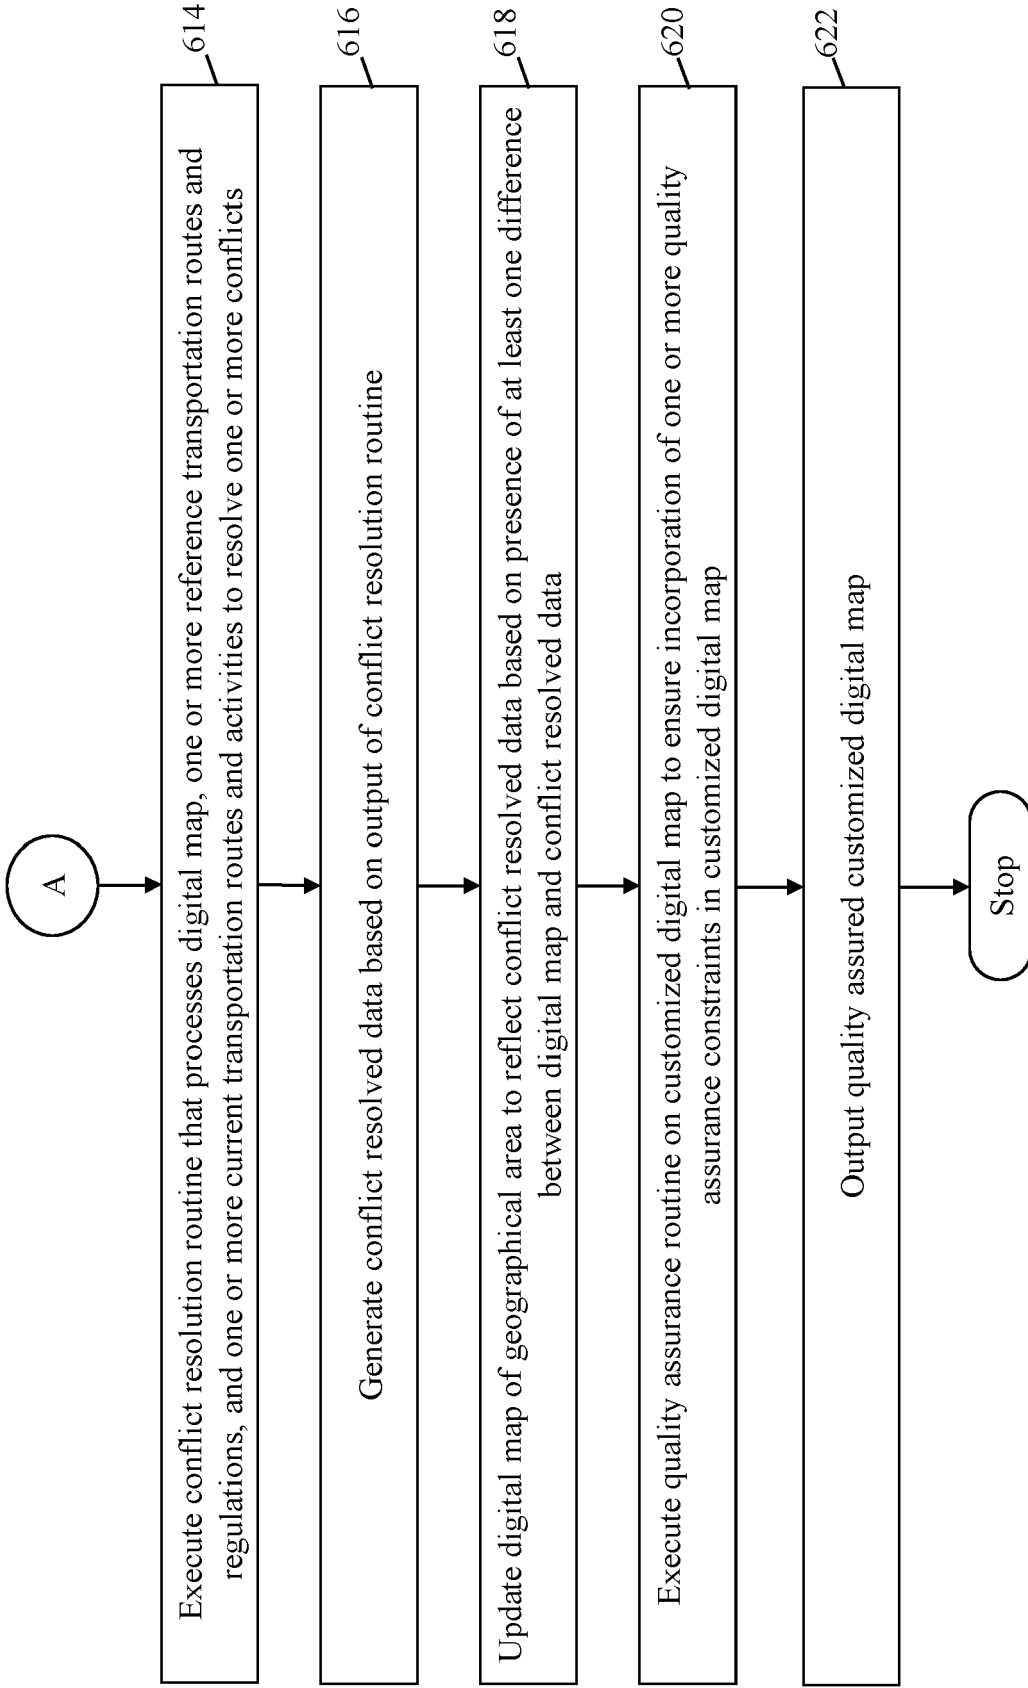 A
614
Execute conflict resolution routine that processes digital map, one or more reference transportation routes and
regulations, and one or more current transportation routes and activities to resolve one or more conflicts
616
Generate conflict resolved data based on output of conflict resolution routine
618
Update digital map of geographical area to reflect conflict resolved data based on presence of at least one difference
between digital map and conflict resolved data
620
Execute quality assurance routine on customized digital map to ensure incorporation of one or more quality
assurance constraints in customized digital map
622
Output quality assured customized digital map
Stop